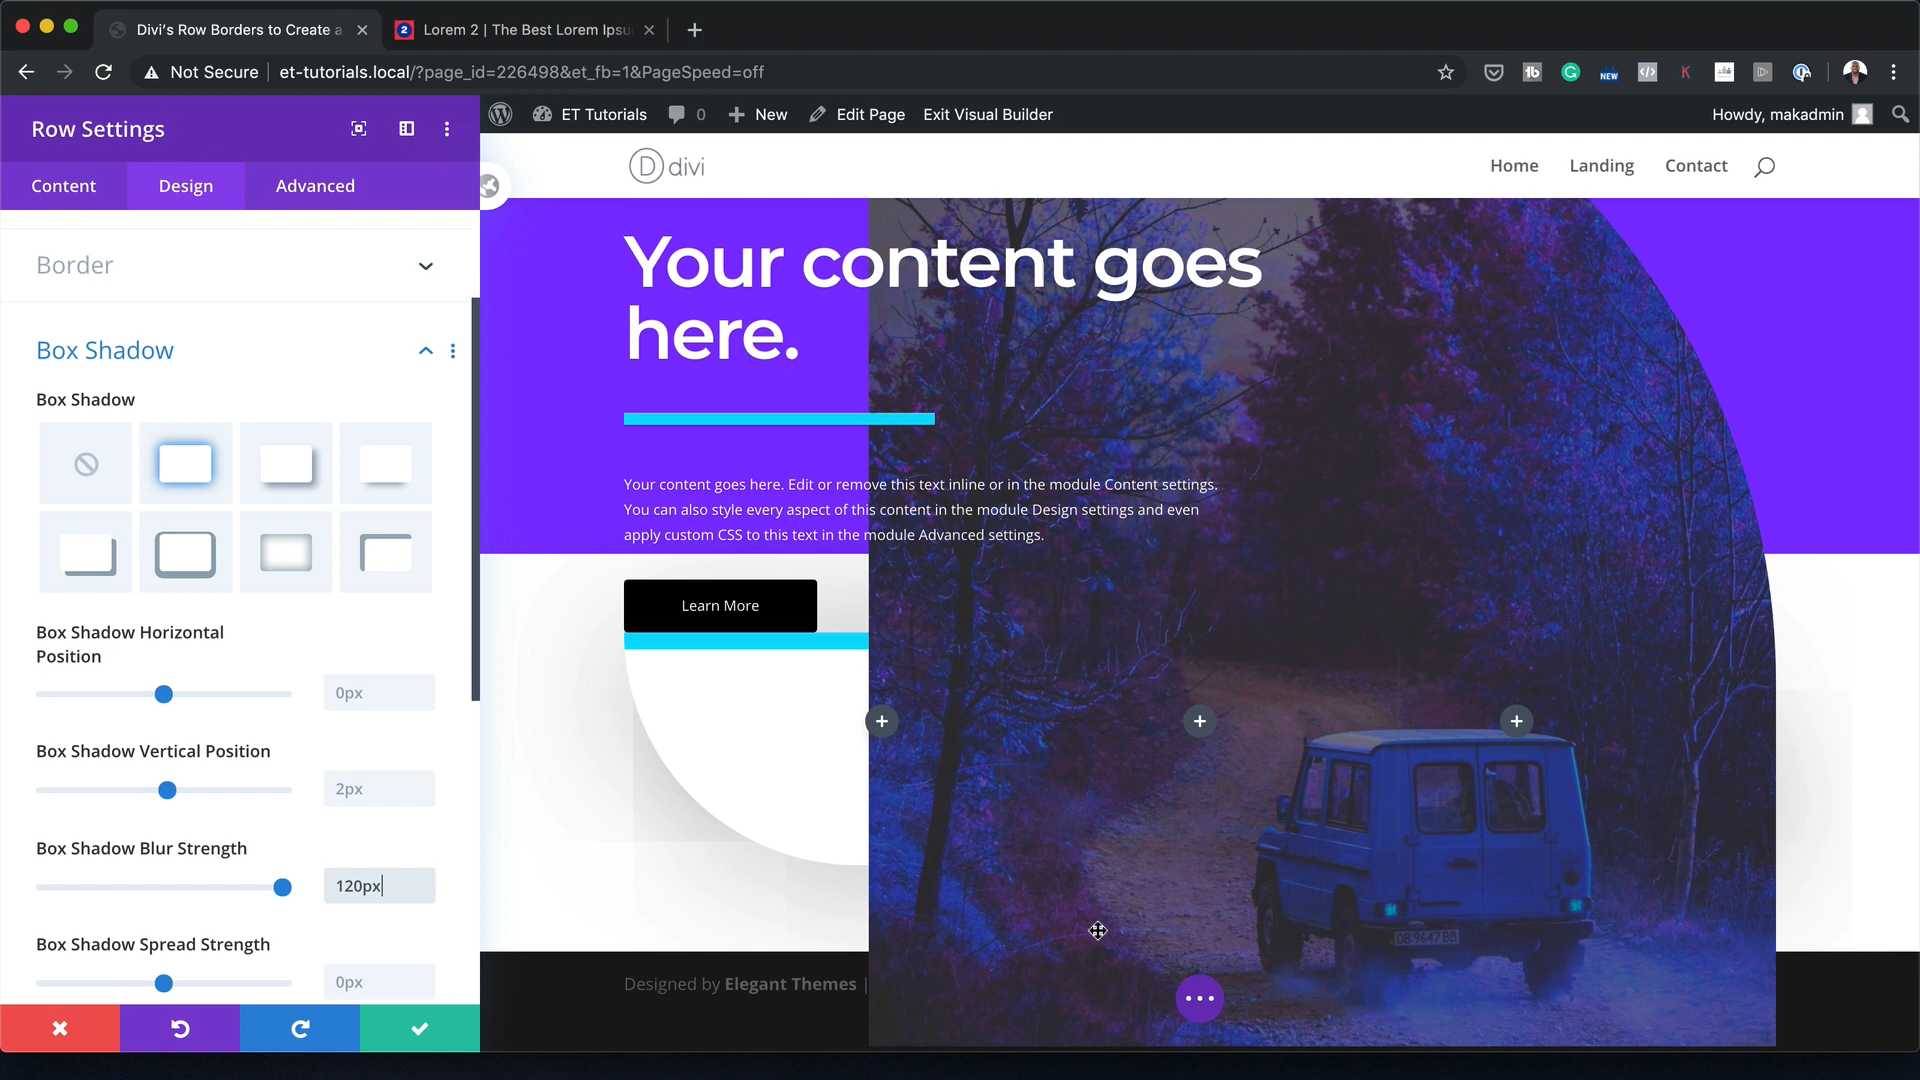 Divi's Row Borders to Create a
Lorem 2 | The Best Lorem Ipsu
Not Secure
et-tutorials.local/?page_id=226498&et_fb=1&PageSpeed=off
NEW
Row Settings
ET Tutorials
0
New
Edit Page
Exit Visual Builder
Howdy, makadmin
Content
Design
Advanced
D divi
Home
Landing
Contact
Border
Your content goes
here.
Box Shadow
Box Shadow
Your content goes here. Edit or remove this text inline or in the module Content settings.
You can also style every aspect of this content in the module Design settings and even
apply custom CSS to this text in the module Advanced settings.
Learn More
Box Shadow Horizontal
Position
0px
Box Shadow Vertical Position
2px
Box Shadow Blur Strength
120px
Box Shadow Spread Strength
0px
Designed by Elegant Themes |